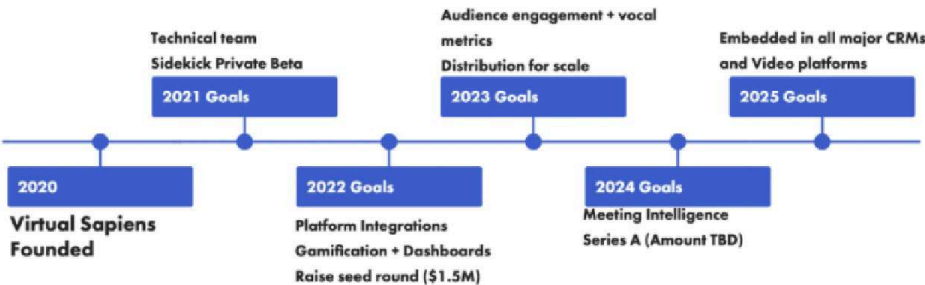 2020
Virtual Sapiens
Founded
Technical team
Sidekick Private Beta
2021 Goals
2022 Goals
Platform Integrations
Gamification + Dashboards
Raise seed round ($1.5M)
Audience engagement + vocal
metrics
Distribution for scale
2023 Goals
2024 Goals
Meeting Intelligence
Series A (Amount TBD)
Embedded in all major CRMs
and Video platforms
2025 Goals